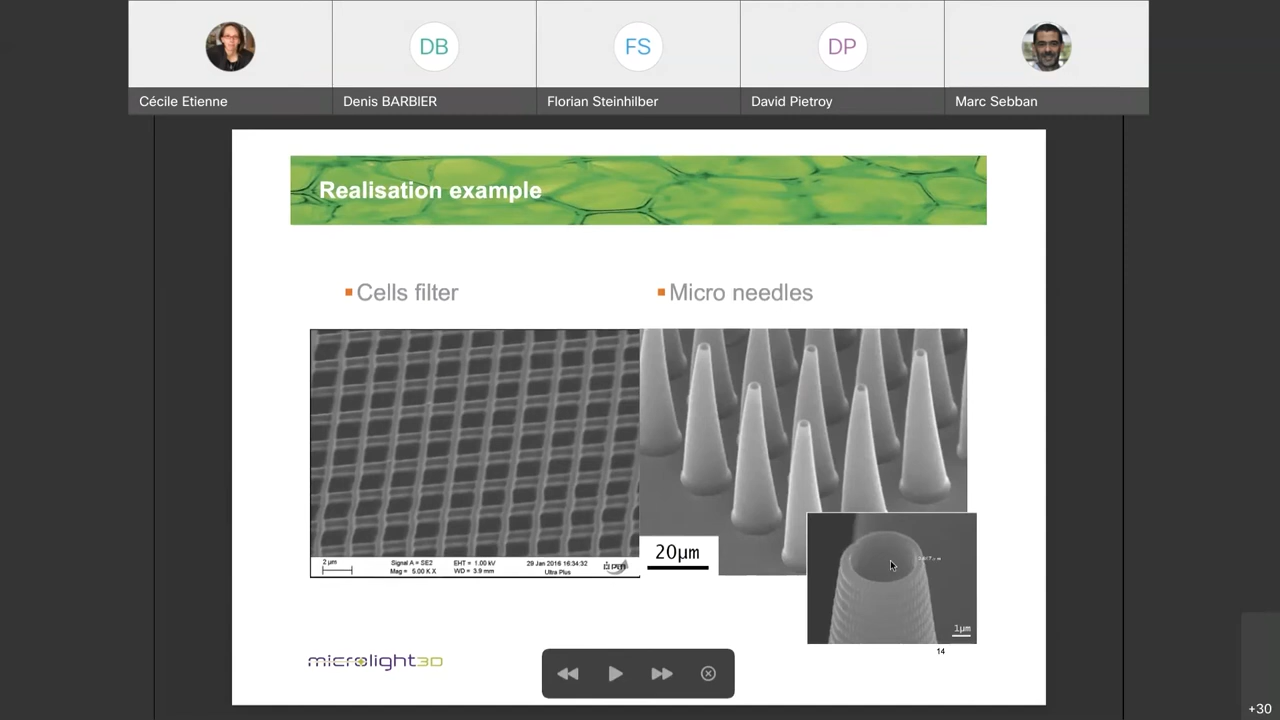 DB
FS
DP
Cécile Etienne
Denis BARBIER
Florian Steinhilber
David Pietroy
Marc Sebban
Realisation example
Cells filter
Micro needles
2 µm
Signal A = SE2
EHT = 1.00 kV
29 Jan 2016 16:34:32
Mag = 5.00 K X
WD = 3.9 mm
Ultra Plus
20µm
1µm
14
microlight3D
+30